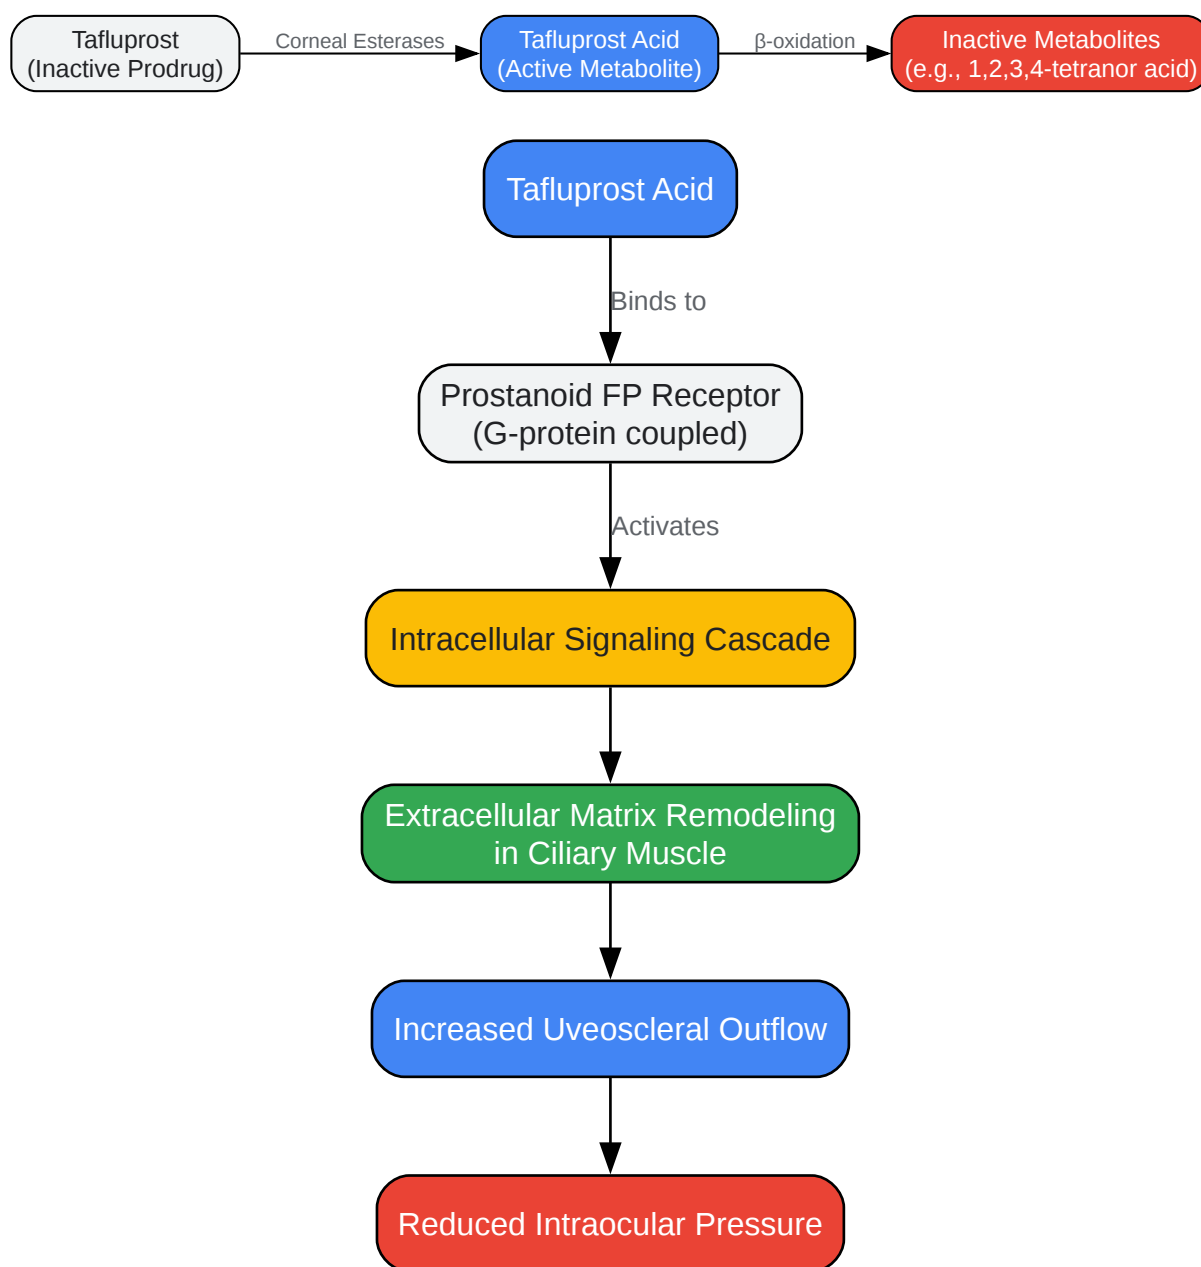 Tafluprost
(Inactive Prodrug)
Corneal Esterases
Tafluprost Acid
(Active Metabolite)
β-oxidation
Inactive Metabolites
(e.g., 1,2,3,4-tetranor acid)
Tafluprost Acid
Binds to
Prostanoid FP Receptor
(G-protein coupled)
Activates
Intracellular Signaling Cascade
Extracellular Matrix Remodeling
in Ciliary Muscle
Increased Uveoscleral Outflow
Reduced Intraocular Pressure